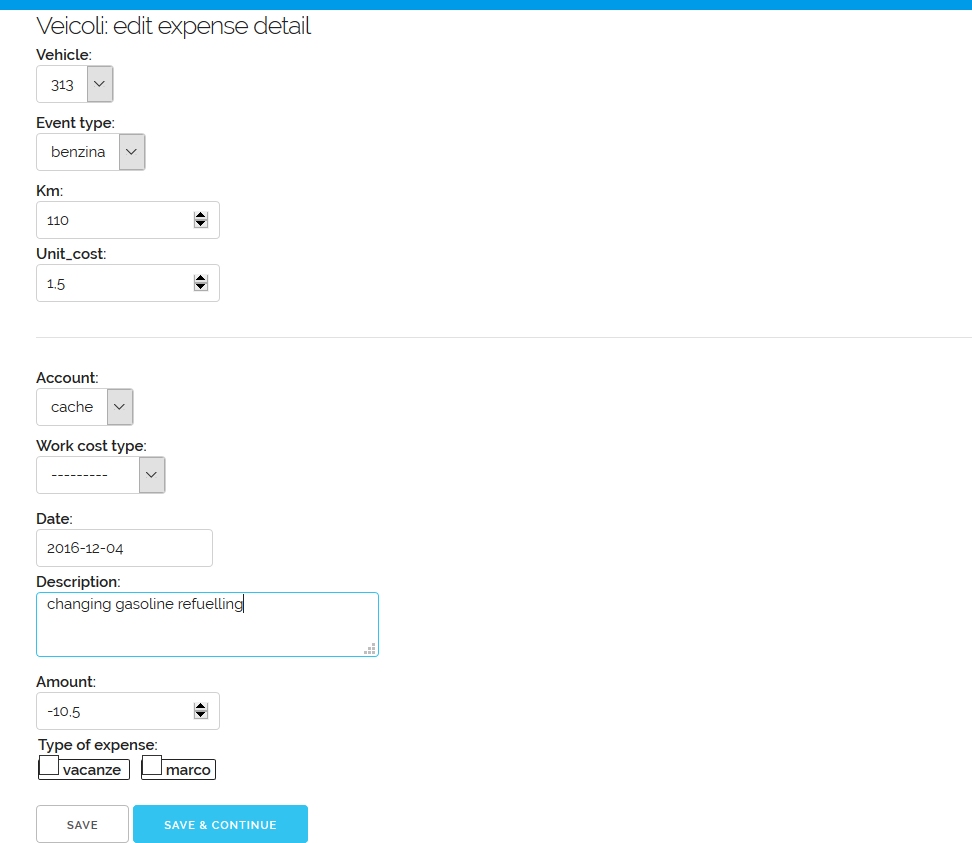 Veicoli: edit expense detail
Vehicle:
313
Event type:
benzina
Km:
110
Unit_cost:
1,5
Account:
cache
Work cost type:
---------
Date:
2016-12-04
Description:
changing gasoline refuelling
Amount:
-10,5
Type of expense:
vacanze marco
SAVE SAVE & CONTINUE